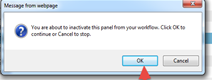 Message from webpage
You are about to inactivate this panel from your workflow. Click OK to
continue or Cancel to stop.
OK
Cancel